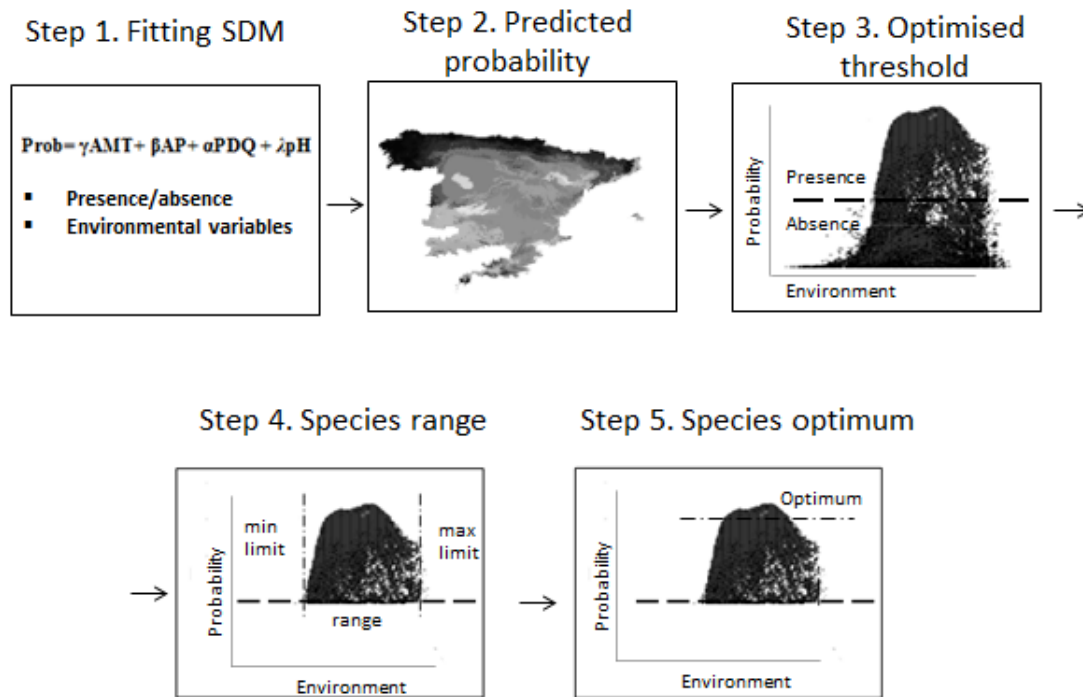 Step 1. Fitting SDM
Prob= γAMT+ βAP+ αPDQ + λpH
▪ Presence/absence
▪ Environmental variables
Step 2. Predicted
probability
Step 3. Optimised
threshold
Probability
Presence
Absence
Environment
Step 4. Species range
Probability
min
limit
max
limit
range
Environment
Step 5. Species optimum
Probability
Optimum
Environment